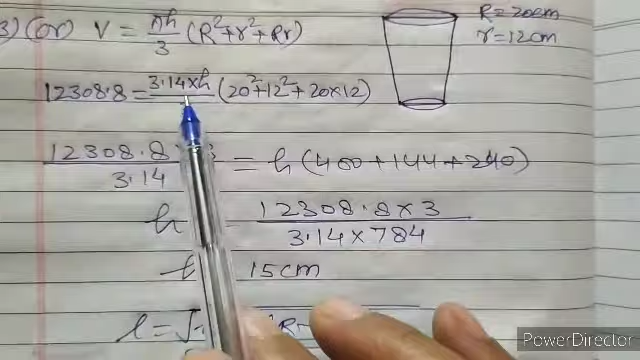 3) (or) V = πh/3 (R²+r²+Rr)
R = 20cm
r = 12cm
12308.8 = 3.14×h (20²+12²+20×12)
12308.8 3 / 3.14 = h (400+144+240)
h 12308.8×3 / 3.14×784
15cm
l = √
PowerDirector